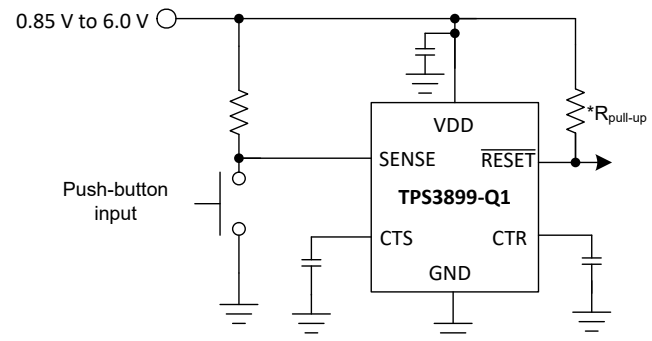 0.85 V to 6.0 V
VDD
*Rpull-up
SENSE
RESET
TPS3899-Q1
Push-button
input
CTS
CTR
GND